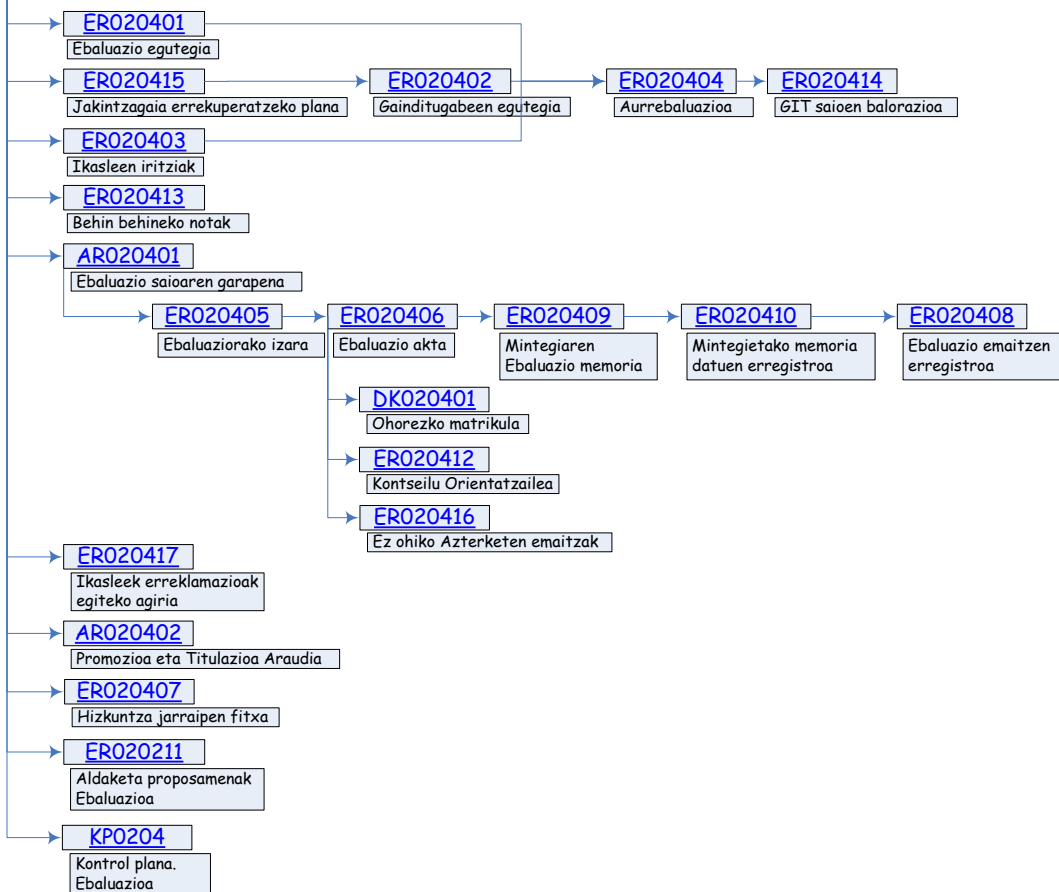 ER020401
Ebaluazio egutegia
ER020415
Jakintzagaia errekuperatzeko plana
ER020402
Gainditugabeen egutegia
ER020404
Aurrebaluazioa
ER020414
GIT saioen balorazioa
ER020403
Ikasleen iritziak
ER020413
Behin behineko notak
AR020401
Ebaluazio saioaren garapena
ER020405
Ebaluaziorako izara
ER020406
Ebaluazio akta
ER020409
Mintegiaren
Ebaluazio memoria
ER020410
Mintegietako memoria
datuen erregistroa
ER020408
Ebaluazio emaitzen
erregistroa
DK020401
Ohorezko matrikula
ER020412
Kontseilu Orientatzailea
ER020416
Ez ohiko Azterketen emaitzak
ER020417
Ikasleek erreklamazioak
egiteko agiria
AR020402
Promozioa eta Titulazioa Araudia
ER020407
Hizkuntza jarraipen fitxa
ER020211
Aldaketa proposamenak
Ebaluazioa
KP0204
Kontrol plana.
Ebaluazioa